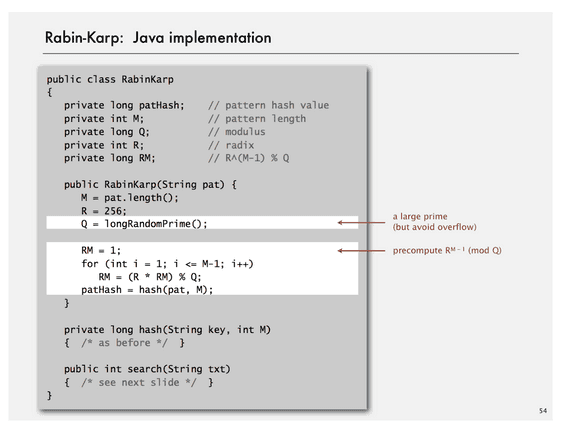 Rabin-Karp: Java implementation
public class RabinKarp
{
private long patHash; // pattern hash value
private int M; // pattern length
private long Q; // modulus
private int R; // radix
private long RM; // R^(M-1) % Q
public RabinKarp(String pat) {
M = pat.length();
R = 256;
Q = longRandomPrime();
a large prime
(but avoid overflow)
RM = 1;
precompute R^M – 1 (mod Q)
for (int i = 1; i <= M-1; i++)
RM = (R * RM) % Q;
patHash = hash(pat, M);
}
private long hash(String key, int M)
{ /* as before */ }
public int search(String txt)
{ /* see next slide */ }
}
54